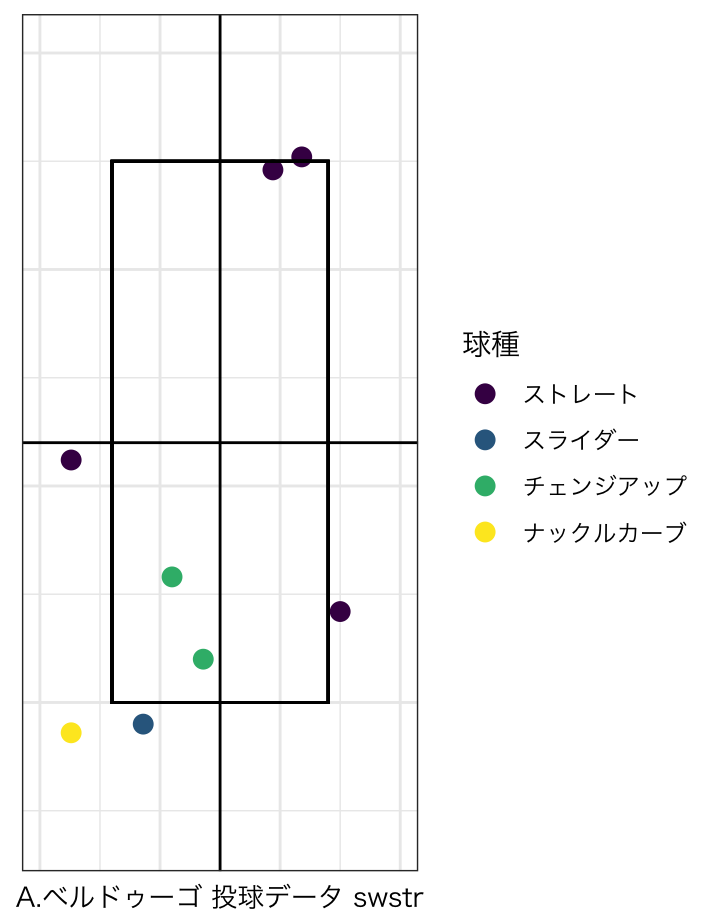 球種
ストレート
スライダー
チェンジアップ
ナックルカーブ
A.ベルドゥーゴ 投球データ swstr